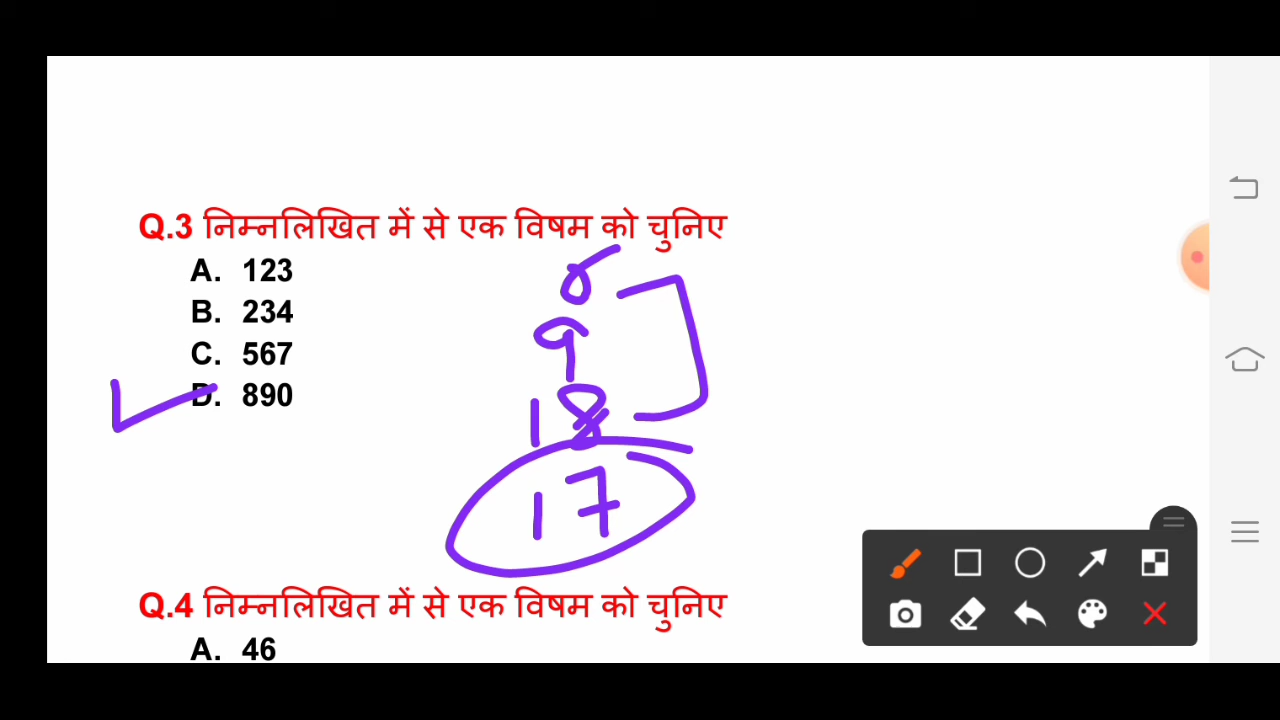 Q.3 निम्नलिखित में से एक विषम को चुनिए
A. 123
B. 234
C. 567
D. 890
6
9
18
17
Q.4 निम्नलिखित में से एक विषम को चुनिए
A. 46